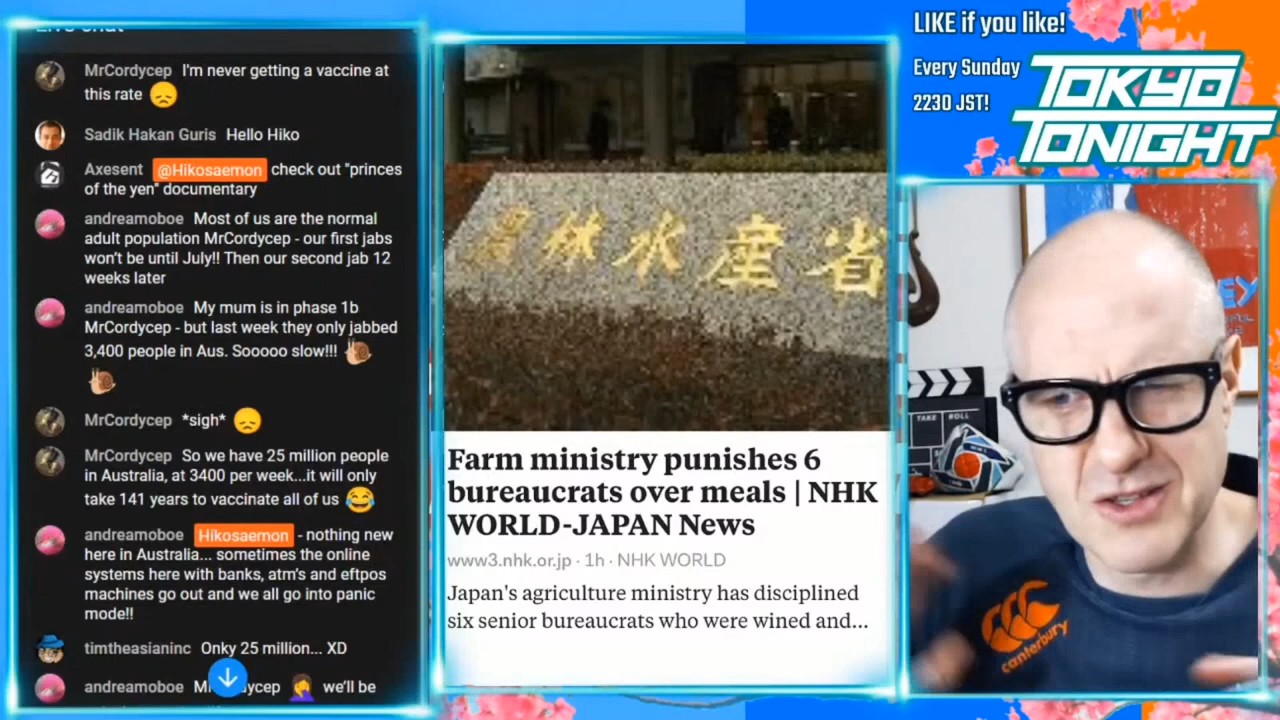 MrCordycep I'm never getting a vaccine at
this rate 😞
Sadik Hakan Guris Hello Hiko
Axesent @Hikosaemon check out "princes
of the yen" documentary
andreamoboe Most of us are the normal
adult population MrCordycep - our first jabs
won't be until July!! Then our second jab 12
weeks later
andreamoboe My mum is in phase 1b
MrCordycep - but last week they only jabbed
3,400 people in Aus. Sooooo slow!!! 🐌
🐌
MrCordycep *sigh* 😞
MrCordycep So we have 25 million people
in Australia, at 3400 per week...it will only
take 141 years to vaccinate all of us 😂
andreamoboe Hikosaemon - nothing new
here in Australia... sometimes the online
systems here with banks, atm's and eftpos
machines go out and we all go into panic
mode!!
timtheasianinc Onky 25 million... XD
andreamoboe 🤦‍♀️ we'll be
農林水産省
Farm ministry punishes 6
bureaucrats over meals | NHK
WORLD-JAPAN News
www3.nhk.or.jp · 1h · NHK WORLD
Japan's agriculture ministry has disciplined
six senior bureaucrats who were wined and...
LIKE if you like!
Every Sunday
2230 JST!
TOKYO
TONIGHT
TAKE ROLL
canterbury